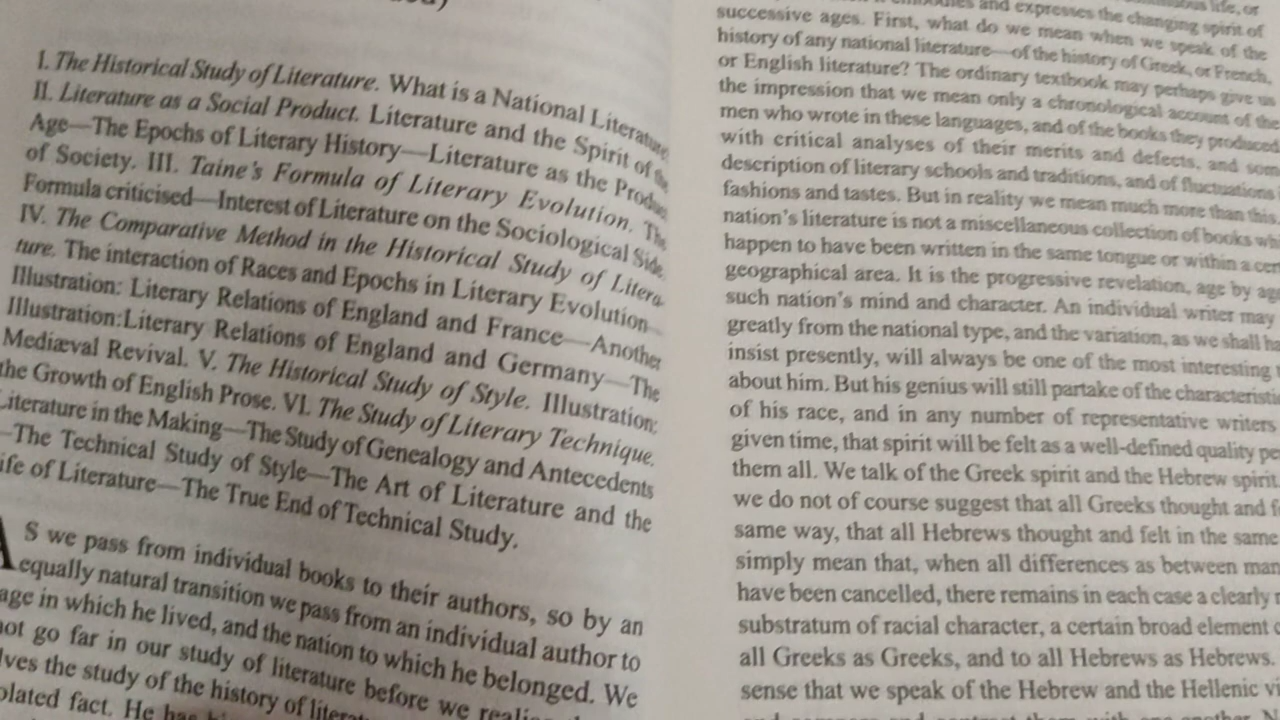 I. The Historical Study of Literature. What is a National Literature
II. Literature as a Social Product. Literature and the Spirit of the
Age—The Epochs of Literary History—Literature as the Produc
of Society. III. Taine's Formula of Literary Evolution. The
Formula criticised—Interest of Literature on the Sociological Side.
IV. The Comparative Method in the Historical Study of Litera-
ture. The interaction of Races and Epochs in Literary Evolution—
Illustration: Literary Relations of England and France—Another
Illustration:Literary Relations of England and Germany—The
Mediæval Revival. V. The Historical Study of Style. Illustration:
the Growth of English Prose. VI. The Study of Literary Technique.
Literature in the Making—The Study of Genealogy and Antecedents
—The Technical Study of Style—The Art of Literature and the
ife of Literature—The True End of Technical Study.
AS we pass from individual books to their authors, so by an
equally natural transition we pass from an individual author to
age in which he lived, and the nation to which he belonged. We
not go far in our study of literature before we
lves the study of the history of
olated fact. He has
life, or
and expresses the changing spirit of
successive ages. First, what do we mean when we speak of the
history of any national literature—of the history of Greek, or French,
or English literature? The ordinary textbook may perhaps give us
the impression that we mean only a chronological account of the
men who wrote in these languages, and of the books they produced
with critical analyses of their merits and defects, and som
description of literary schools and traditions, and of fluctuations
fashions and tastes. But in reality we mean much more than this.
nation's literature is not a miscellaneous collection of books wh
happen to have been written in the same tongue or within a cer
geographical area. It is the progressive revelation, age by ag
such nation's mind and character. An individual writer may
greatly from the national type, and the variation, as we shall ha
insist presently, will always be one of the most interesting t
about him. But his genius will still partake of the characteristi
of his race, and in any number of representative writers
given time, that spirit will be felt as a well-defined quality pe
them all. We talk of the Greek spirit and the Hebrew spirit.
we do not of course suggest that all Greeks thought and f
same way, that all Hebrews thought and felt in the same
simply mean that, when all differences as between man
have been cancelled, there remains in each case a clearly r
substratum of racial character, a certain broad element c
all Greeks as Greeks, and to all Hebrews as Hebrews.
sense that we speak of the Hebrew and the Hellenic vi